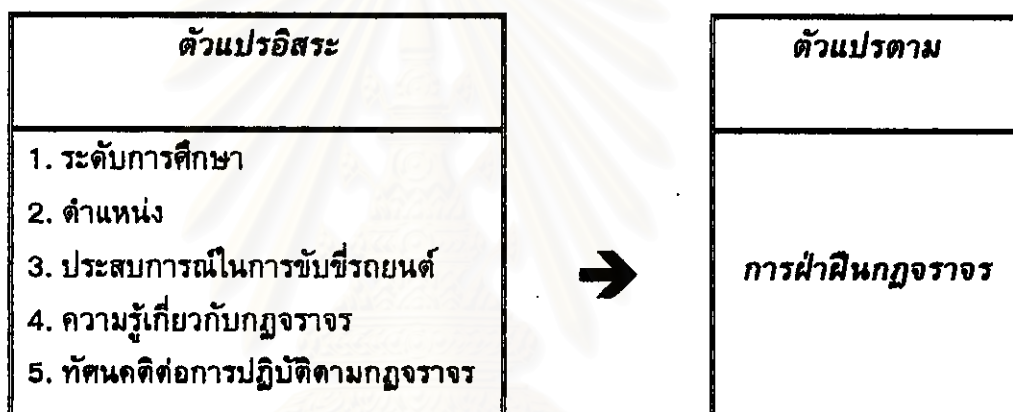 ตัวแปรอิสระ
1. ระดับการศึกษา
2. ตำแหน่ง
3. ประสบการณ์ในการขับขี่รถยนต์
4. ความรู้เกี่ยวกับกฎจราจร
5. ทัศนคติต่อการปฏิบัติตามกฎจราจร
ตัวแปรตาม
การฝ่าฝืนกฎจราจร